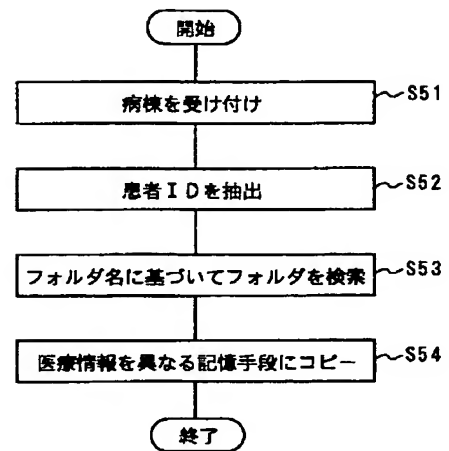 開始
病棟を受け付け
S51
患者IDを抽出
S52
フォルダ名に基づいてフォルダを検索
S53
医療情報を異なる記憶手段にコピー
S54
終了